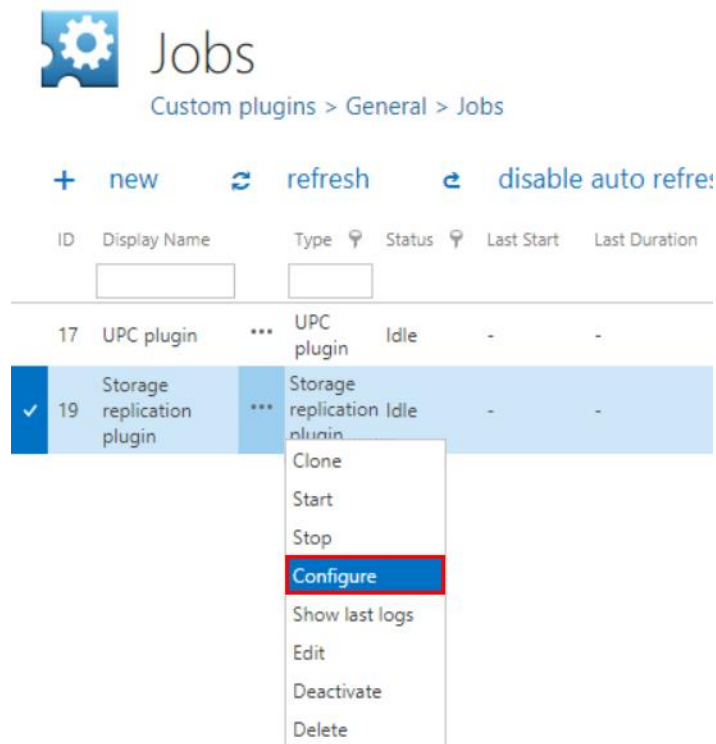 Jobs
Custom plugins > General > Jobs
+ new refresh disable auto refres
ID Display Name Type Status Last Start Last Duration
17 UPC plugin ••• UPC plugin Idle - -
19 Storage replication plugin ••• Storage replication plugin Idle - -
Clone
Start
Stop
Configure
Show last logs
Edit
Deactivate
Delete